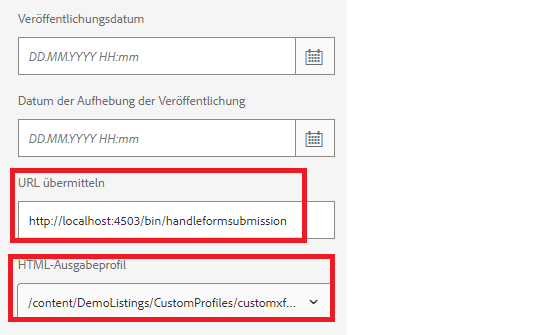 Veröffentlichungsdatum
DD.MM.YYYY HH:mm
Datum der Aufhebung der Veröffentlichung
DD.MM.YYYY HH:mm
URL übermitteln
http://localhost:4503/bin/handleformsubmission
HTML-Ausgabeprofil
/content/DemoListings/CustomProfiles/customxf...